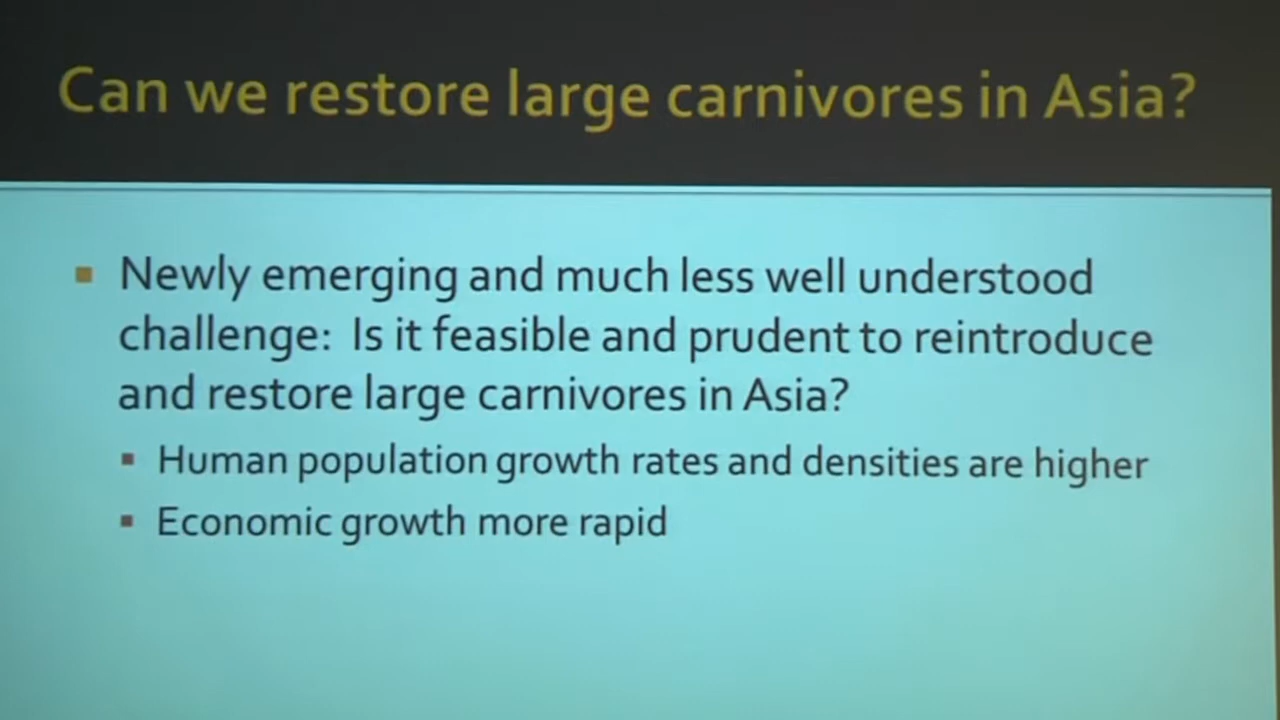 Can we restore large carnivores in Asia?
Newly emerging and much less well understood
challenge: Is it feasible and prudent to reintroduce
and restore large carnivores in Asia?
Human population growth rates and densities are higher
Economic growth more rapid